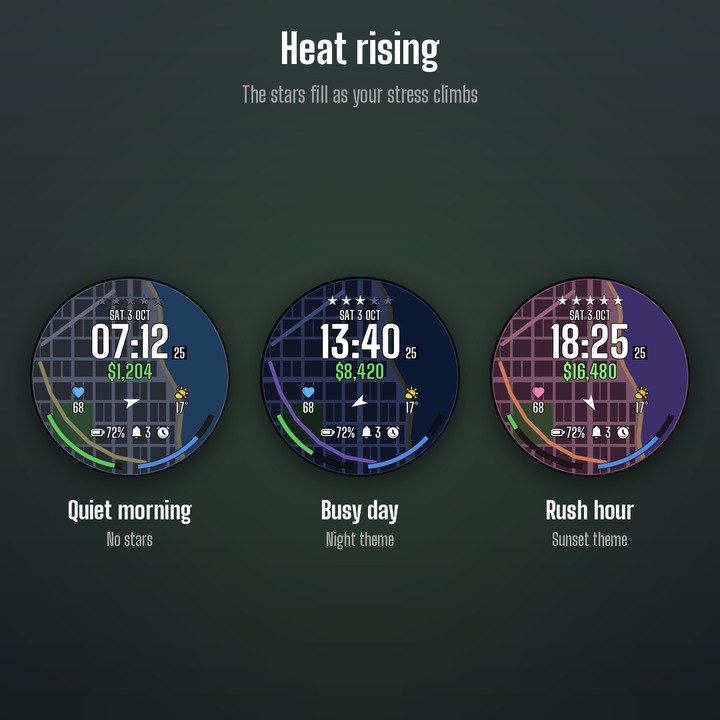 Heat rising
The stars fill as your stress climbs
SAT 3 OCT
07:12 25
$1,204
68
17°
72% 3
SAT 3 OCT
13:40 25
$8,420
68
17°
72% 3
SAT 3 OCT
18:25 25
$16,480
68
17°
72% 3
Quiet morning
No stars
Busy day
Night theme
Rush hour
Sunset theme